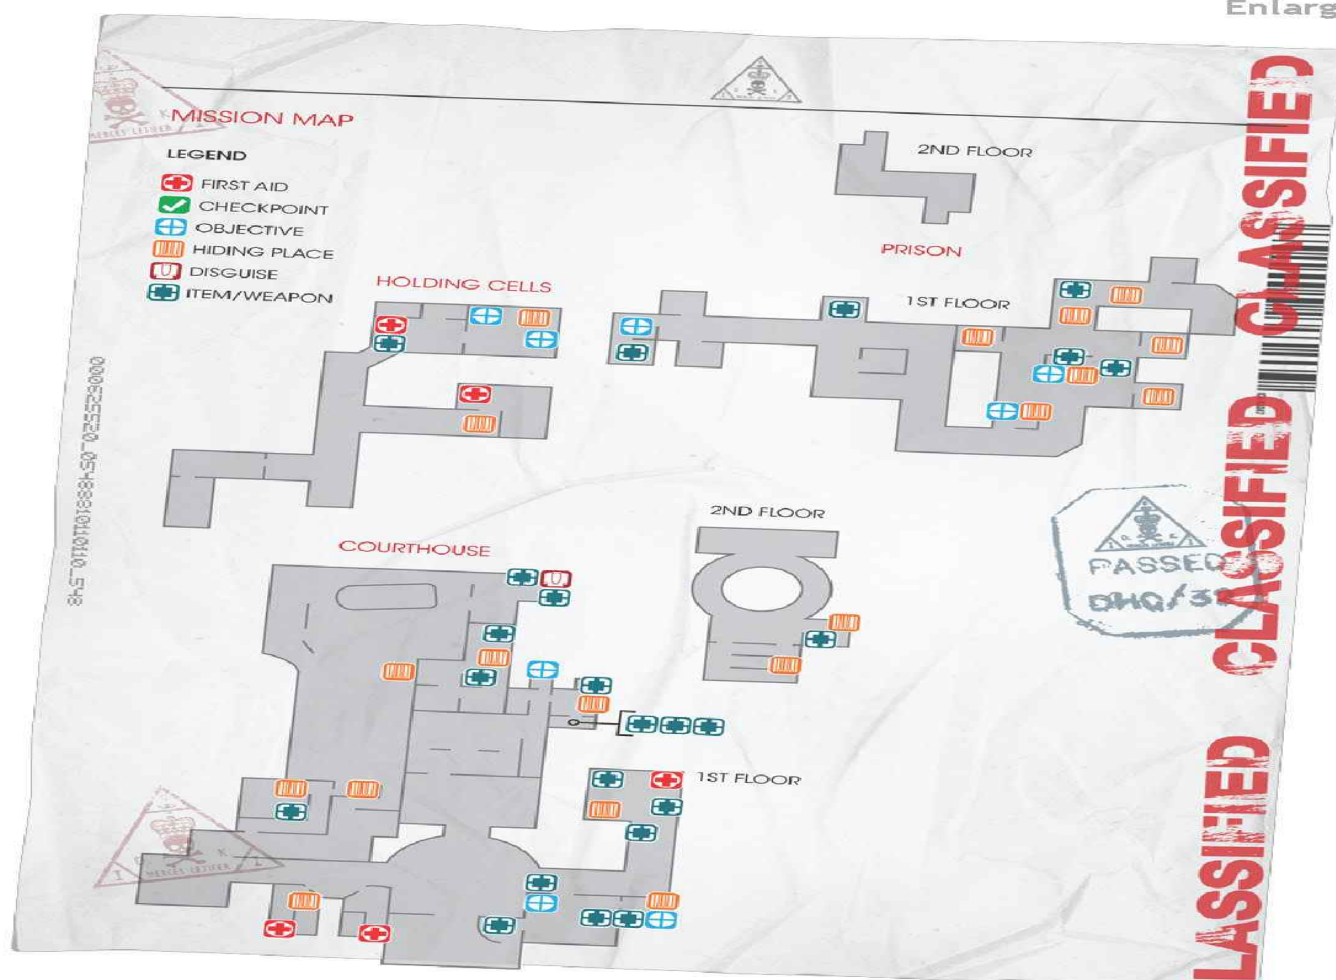 Enlarg
MISSION MAP
LEGEND
FIRST AID
CHECKPOINT
OBJECTIVE
HIDING PLACE
DISGUISE
ITEM/WEAPON
2ND FLOOR
PRISON
HOLDING CELLS
1ST FLOOR
2ND FLOOR
COURTHOUSE
1ST FLOOR
PASSED
CLASSIFIED
CLASSIFIED
LASSIFIED